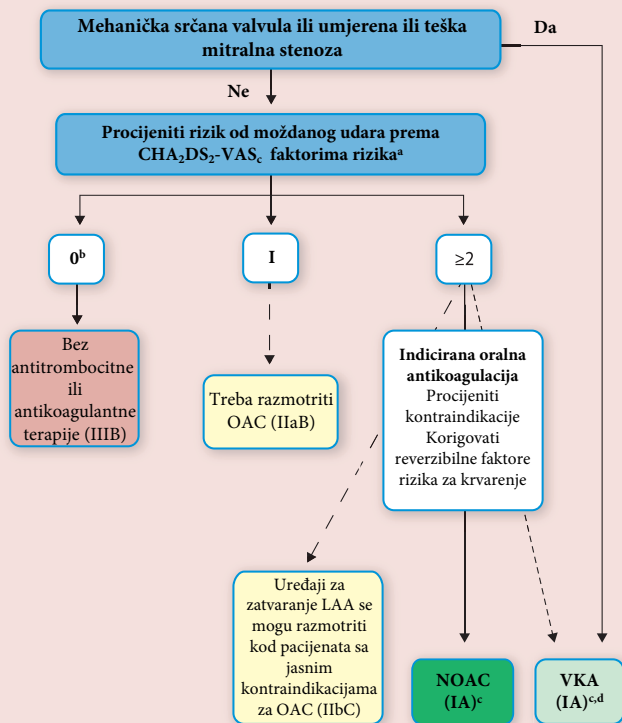 Mehanička srčana valvula ili umjerena ili teška
mitralna stenoza
Da
Ne
Procijeniti rizik od moždanog udara prema
CHA₂DS₂-VASc faktorima rizikaᵃ
0ᵇ
I
≥2
Bez
antitrombocitne
ili
antikoagulantne
terapije (IIIB)
Treba razmotriti
OAC (IIaB)
Indicirana oralna
antikoagulacija
Procijeniti
kontraindikacije
Korigovati
reverzibilne faktore
rizika za krvarenje
Uređaji za
zatvaranje LAA se
mogu razmotriti
kod pacijenata sa
jasnim
kontraindikacijama
za OAC (IIbC)
NOAC
(IA)ᶜ
VKA
(IA)ᶜ,ᵈ